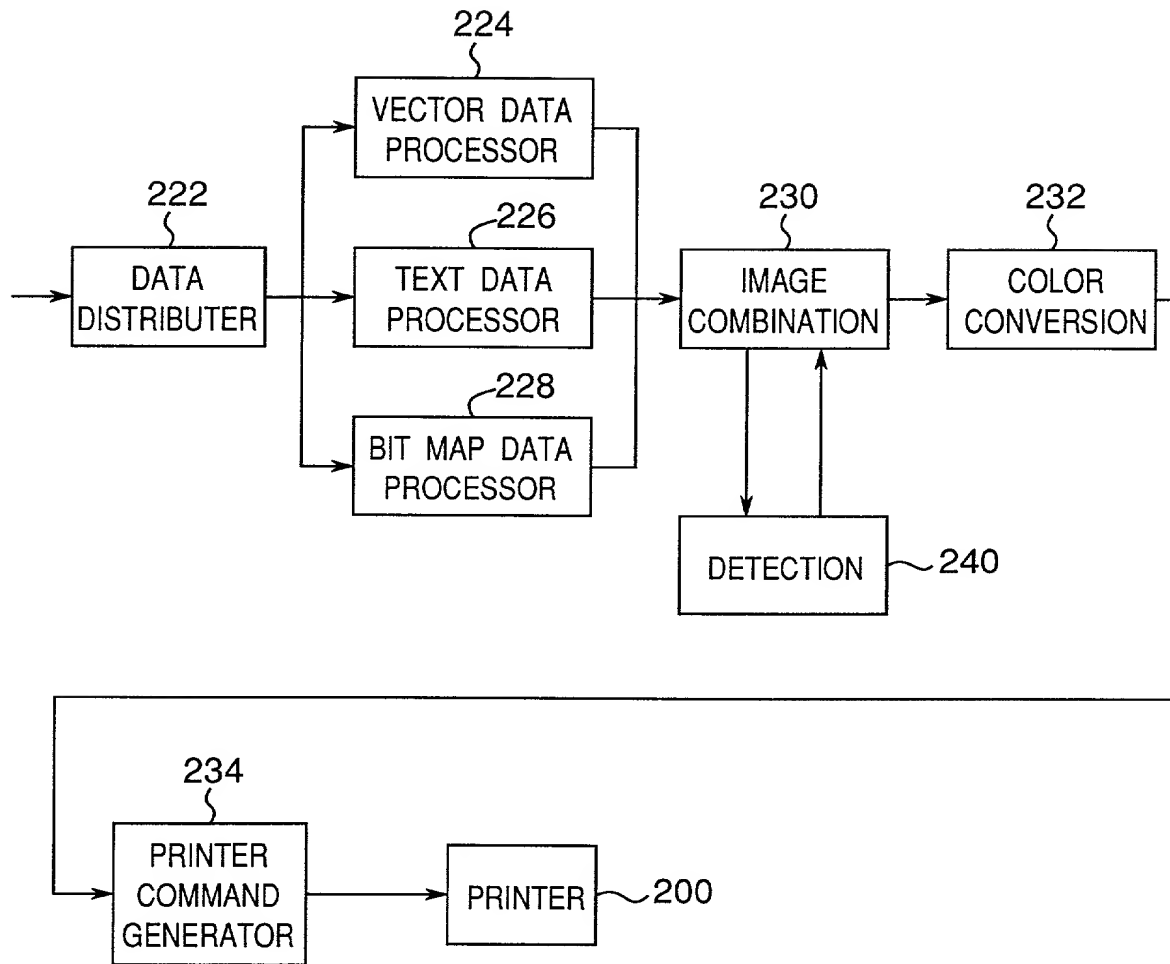 224
VECTOR DATA
PROCESSOR
222
DATA
DISTRIBUTER
226
TEXT DATA
PROCESSOR
228
BIT MAP DATA
PROCESSOR
230
IMAGE
COMBINATION
232
COLOR
CONVERSION
DETECTION
240
234
PRINTER
COMMAND
GENERATOR
PRINTER
200